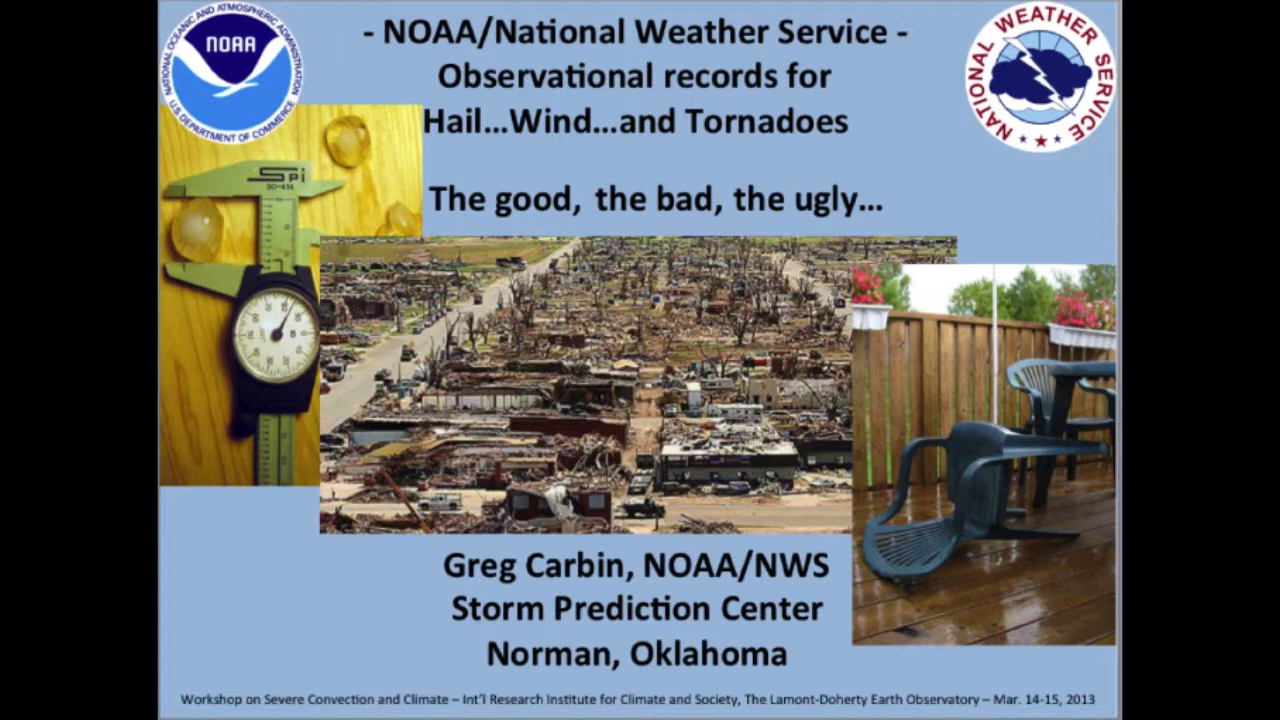 NATIONAL OCEANIC AND ATMOSPHERIC ADMINISTRATION
NOAA
U.S. DEPARTMENT OF COMMERCE
- NOAA/National Weather Service -
Observational records for
Hail...Wind...and Tornadoes
NATIONAL WEATHER SERVICE
The good, the bad, the ugly...
Spi
30-414
Greg Carbin, NOAA/NWS
Storm Prediction Center
Norman, Oklahoma
Workshop on Severe Convection and Climate – Int'l Research Institute for Climate and Society, The Lamont-Doherty Earth Observatory – Mar. 14-15, 2013